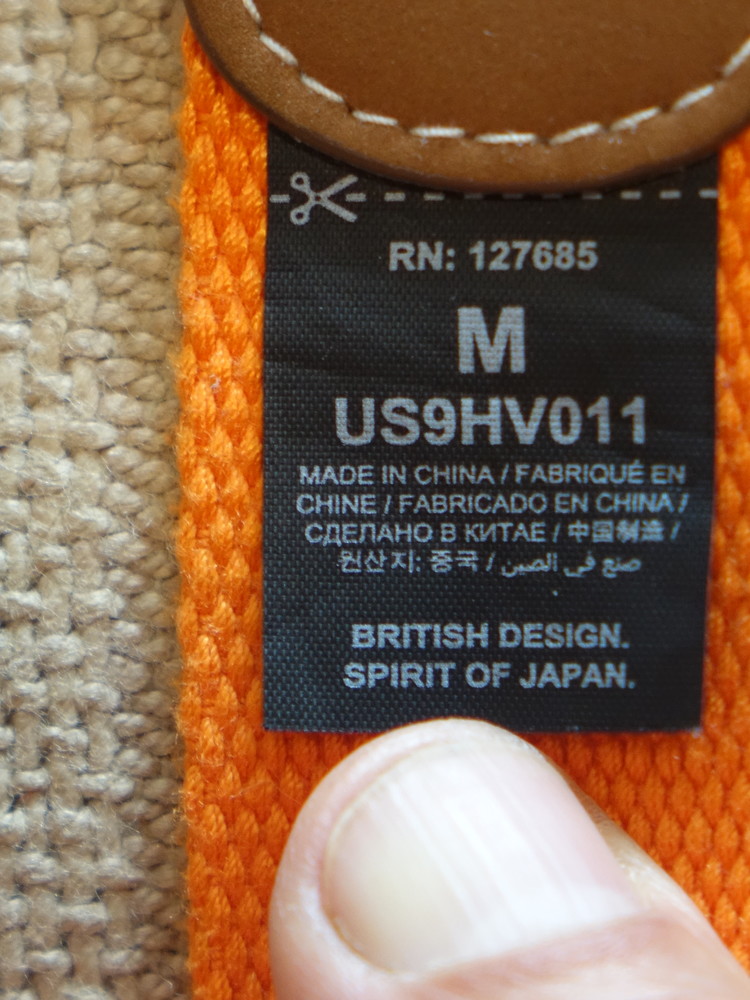 RN: 127685
M
US9HV011
MADE IN CHINA / FABRIQUÉ EN
CHINE / FABRICADO EN CHINA /
СДЕЛАНО В КИТАЕ / 中国制造 /
원산지: 중국 / صنع في الصين
BRITISH DESIGN.
SPIRIT OF JAPAN.